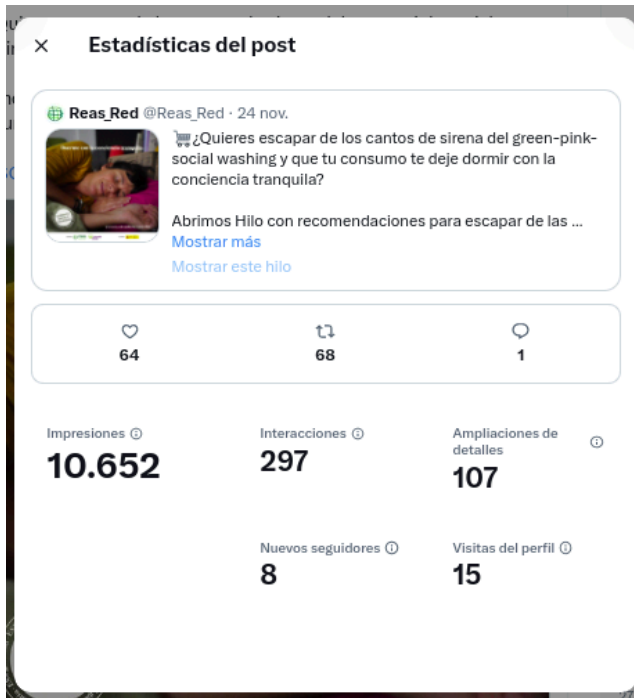 Estadísticas del post
Reas_Red @Reas_Red · 24 nov.
¿Quieres escapar de los cantos de sirena del green-pink-
social washing y que tu consumo te deje dormir con la
conciencia tranquila?
Abrimos Hilo con recomendaciones para escapar de las ...
Mostrar más
Mostrar este hilo
64
68
1
Impresiones
10.652
Interacciones
297
Ampliaciones de
detalles
107
Nuevos seguidores
8
Visitas del perfil
15